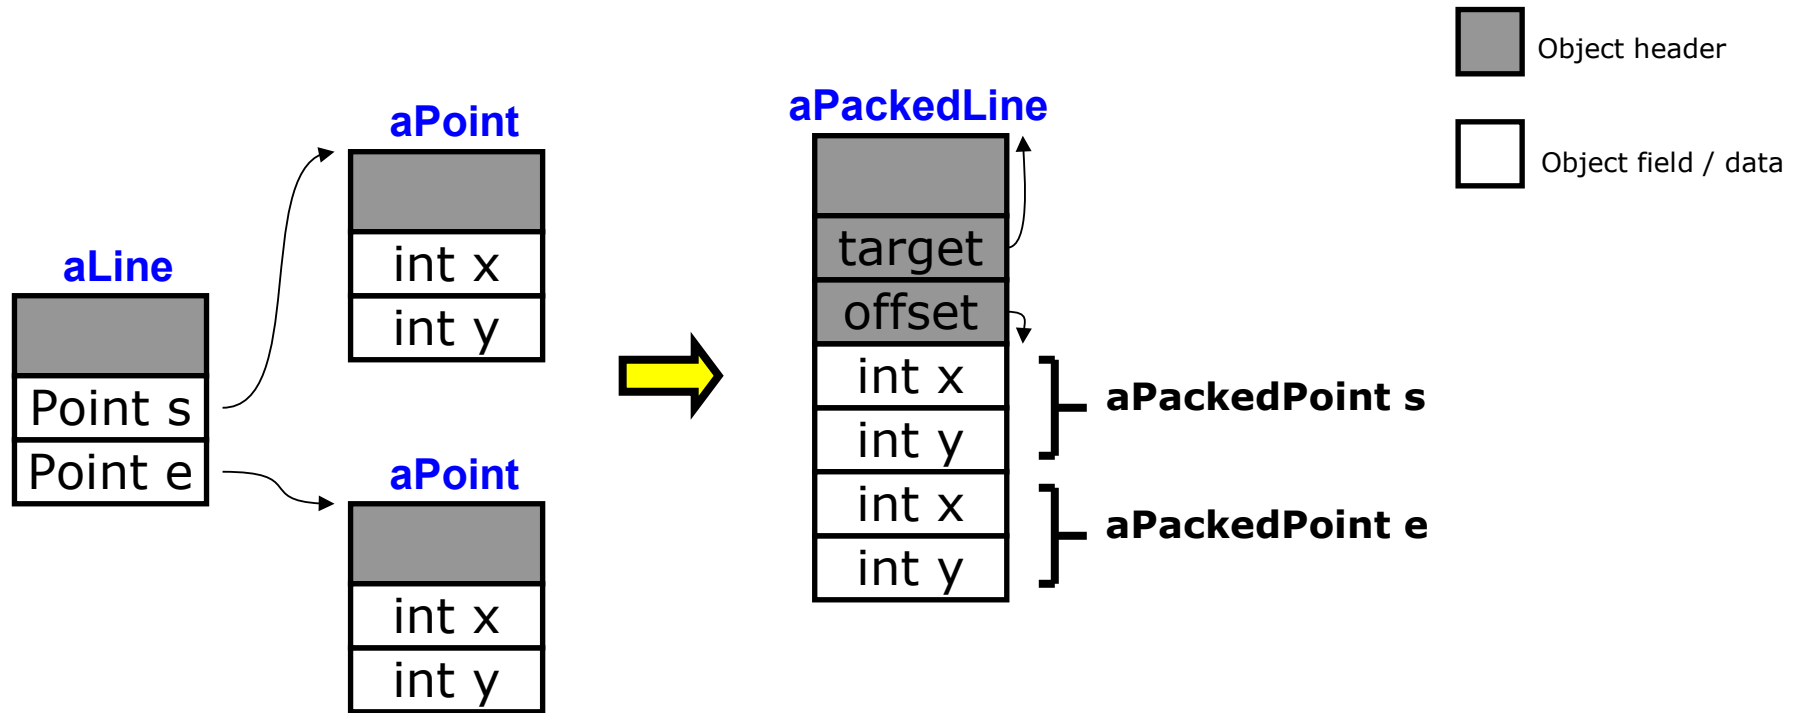 Object header
Object field / data
aLine
Point s
Point e
aPoint
int x
int y
aPoint
int x
int y
aPackedLine
target
offset
int x
int y
int x
int y
aPackedPoint s
aPackedPoint e